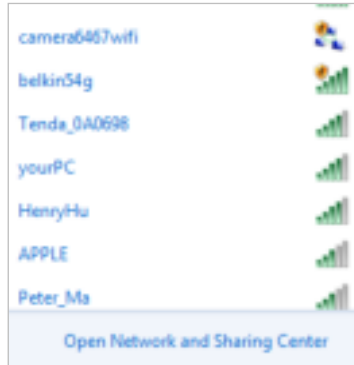 camera6467wifi
belkin54g
Tenda_0A0698
yourPC
HenryHu
APPLE
Peter_Ma
Open Network and Sharing Center